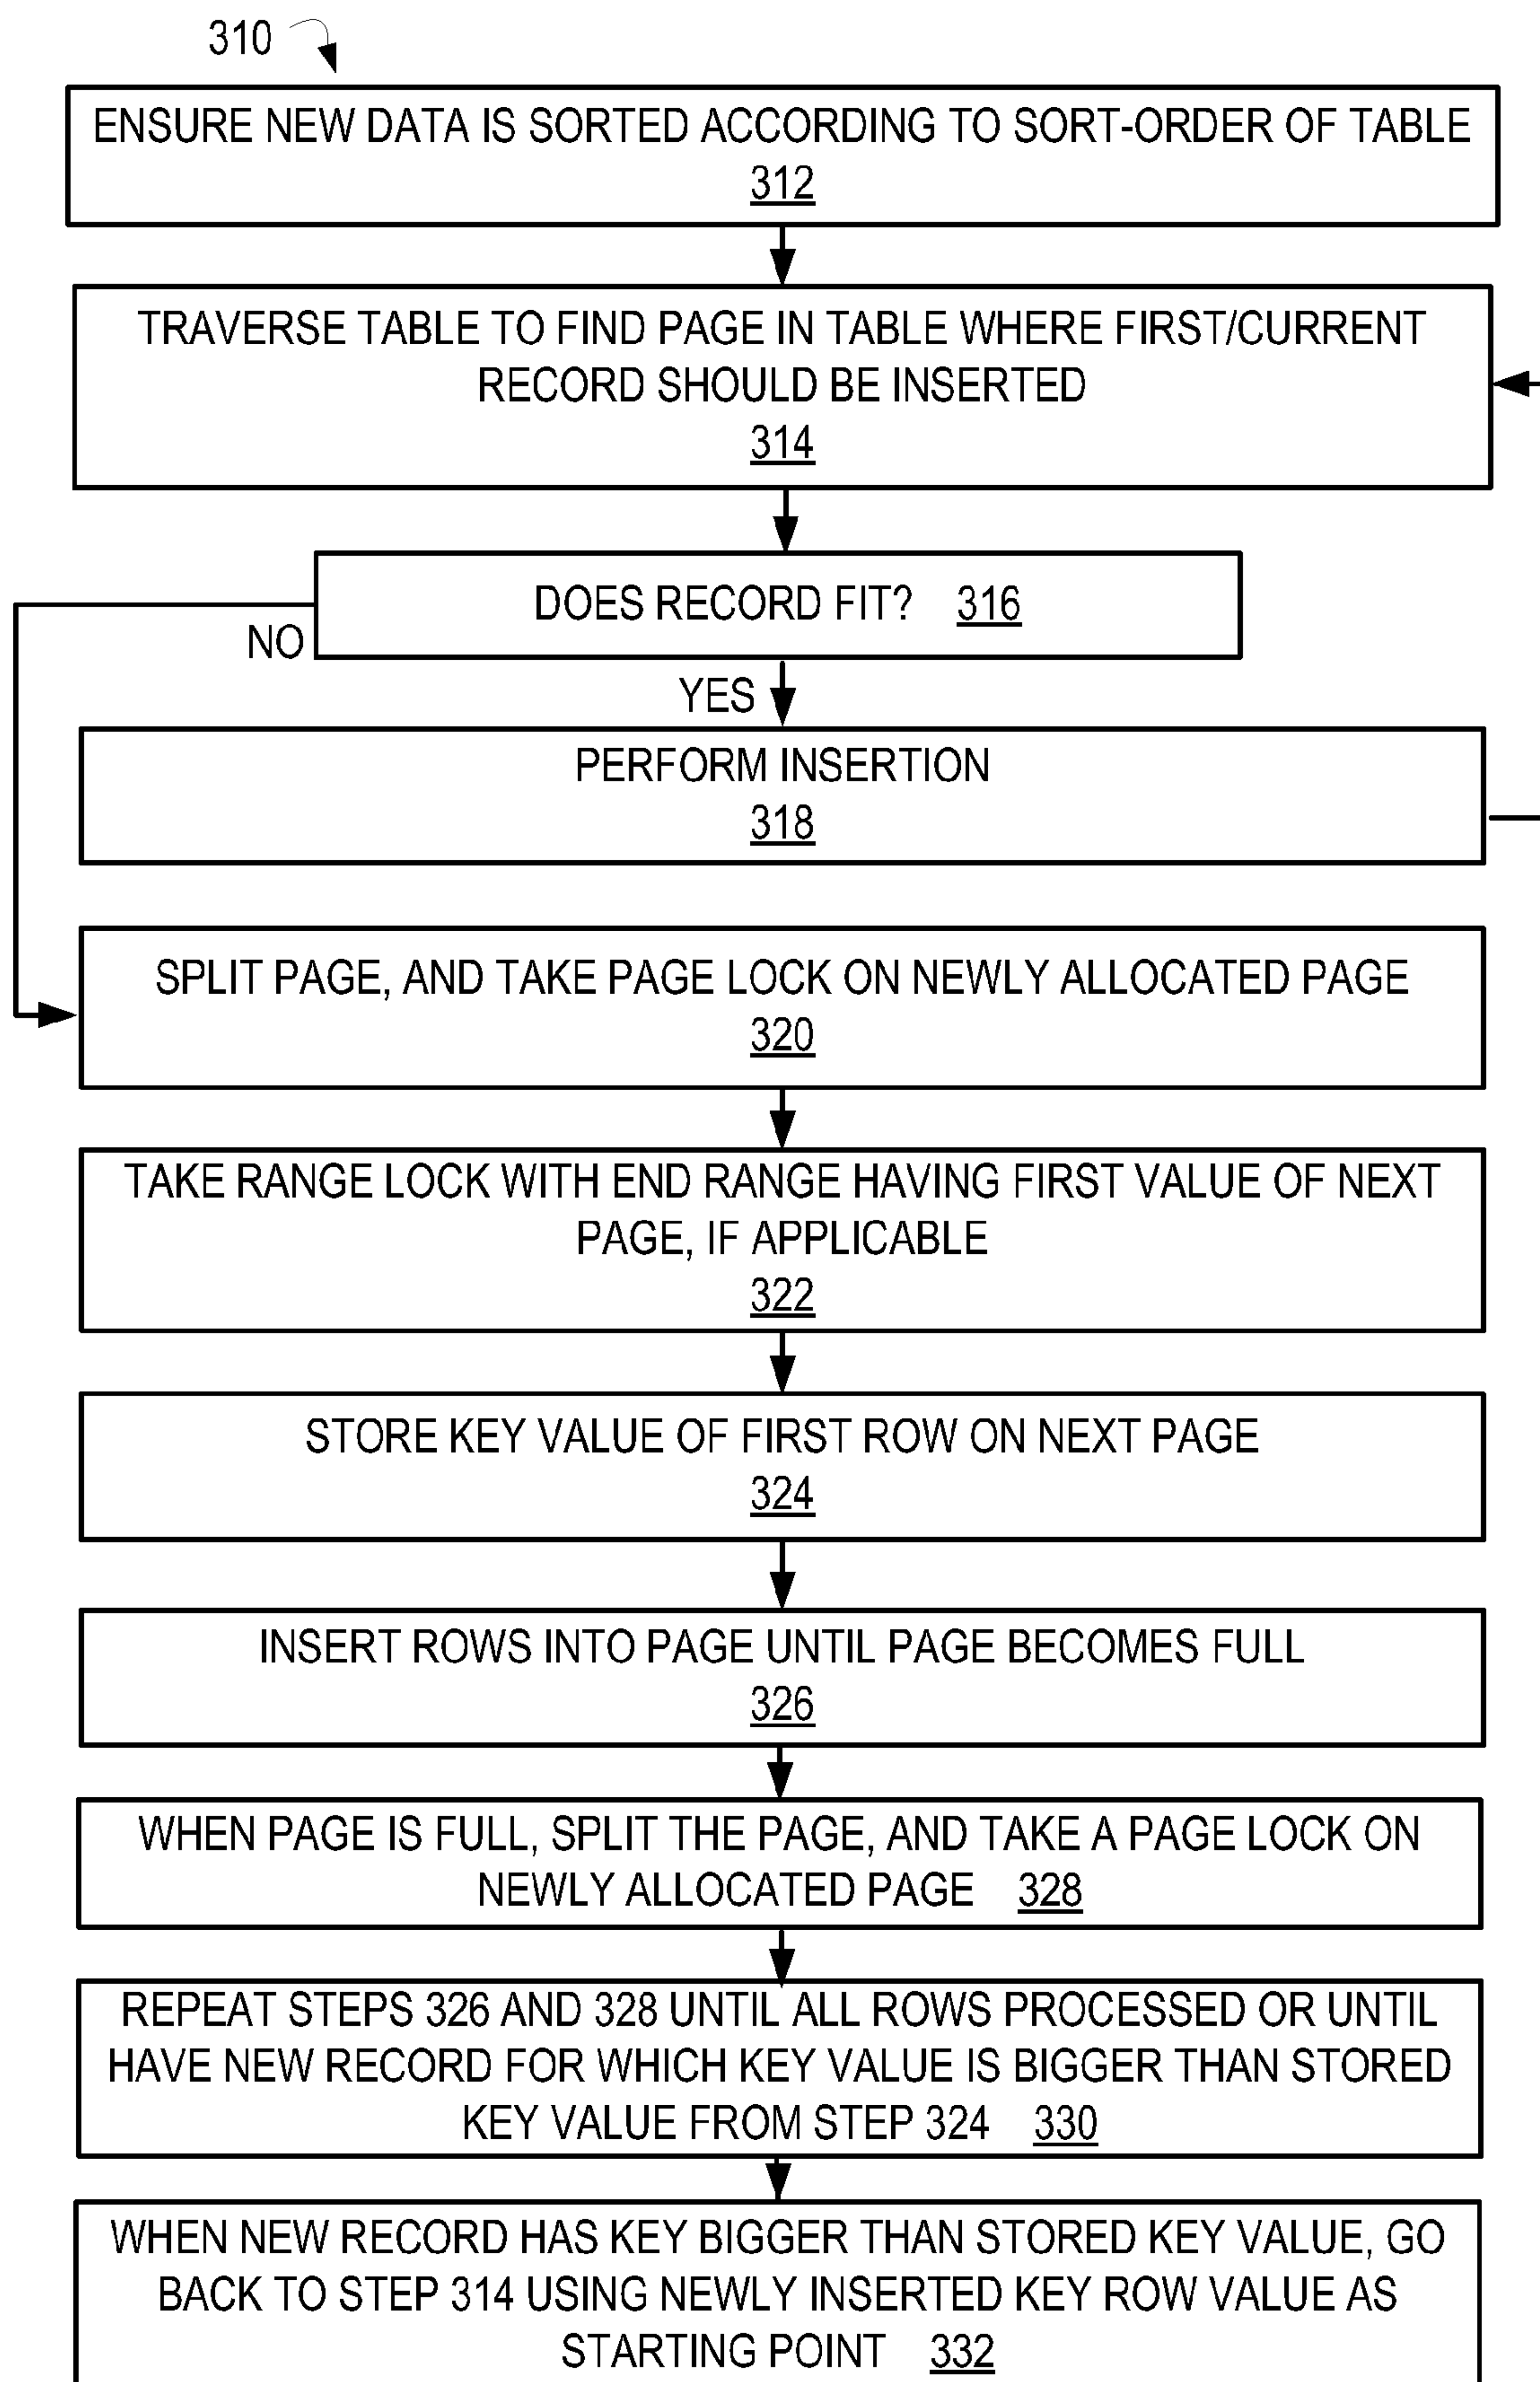 310
ENSURE NEW DATA IS SORTED ACCORDING TO SORT-ORDER OF TABLE
312
TRAVERSE TABLE TO FIND PAGE IN TABLE WHERE FIRST/CURRENT
RECORD SHOULD BE INSERTED
314
DOES RECORD FIT? 316
NO
YES
PERFORM INSERTION
318
SPLIT PAGE, AND TAKE PAGE LOCK ON NEWLY ALLOCATED PAGE
320
TAKE RANGE LOCK WITH END RANGE HAVING FIRST VALUE OF NEXT
PAGE, IF APPLICABLE
322
STORE KEY VALUE OF FIRST ROW ON NEXT PAGE
324
INSERT ROWS INTO PAGE UNTIL PAGE BECOMES FULL
326
WHEN PAGE IS FULL, SPLIT THE PAGE, AND TAKE A PAGE LOCK ON
NEWLY ALLOCATED PAGE 328
REPEAT STEPS 326 AND 328 UNTIL ALL ROWS PROCESSED OR UNTIL
HAVE NEW RECORD FOR WHICH KEY VALUE IS BIGGER THAN STORED
KEY VALUE FROM STEP 324 330
WHEN NEW RECORD HAS KEY BIGGER THAN STORED KEY VALUE, GO
BACK TO STEP 314 USING NEWLY INSERTED KEY ROW VALUE AS
STARTING POINT 332